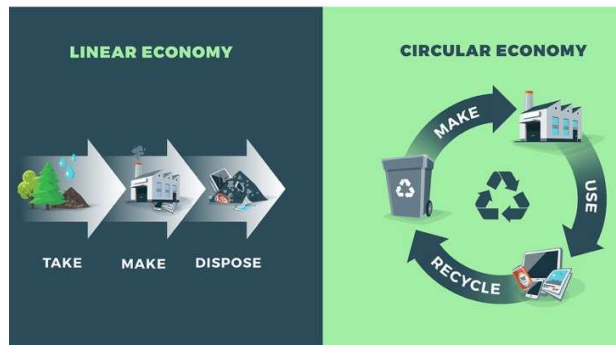 LINEAR ECONOMY
TAKE MAKE DISPOSE
CIRCULAR ECONOMY
MAKE
USE
RECYCLE